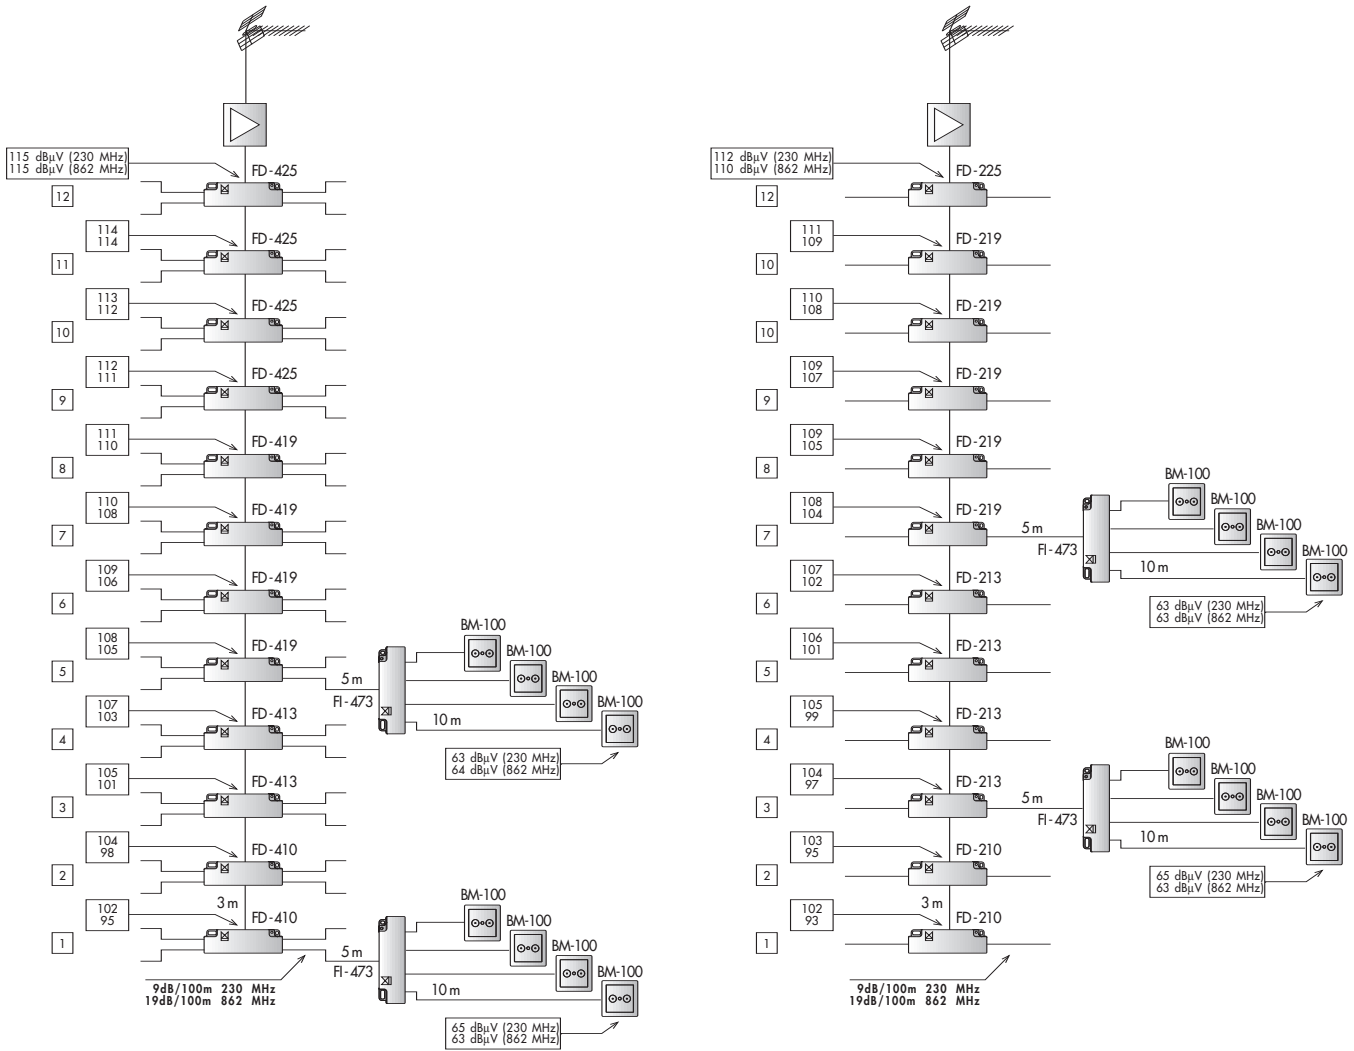 115 dBµV (230 MHz)
115 dBµV (862 MHz)
FD-425
12
114
114
FD-425
11
113
112
FD-425
10
112
111
FD-425
9
111
110
FD-419
8
110
108
FD-419
7
109
106
FD-419
6
108
105
FD-419
5
5 m
FI-473
BM-100
BM-100
BM-100
BM-100
10 m
63 dBµV (230 MHz)
64 dBµV (862 MHz)
107
103
FD-413
4
105
101
FD-413
3
104
98
FD-410
2
3 m
102
95
FD-410
1
5 m
FI-473
BM-100
BM-100
BM-100
BM-100
10 m
65 dBµV (230 MHz)
63 dBµV (862 MHz)
9dB/100m 230 MHz
19dB/100m 862 MHz
112 dBµV (230 MHz)
110 dBµV (862 MHz)
FD-225
12
111
109
FD-219
10
110
108
FD-219
10
109
107
FD-219
9
109
105
FD-219
8
108
104
FD-219
7
5 m
FI-473
BM-100
BM-100
BM-100
BM-100
10 m
63 dBµV (230 MHz)
63 dBµV (862 MHz)
107
102
FD-213
6
106
101
FD-213
5
105
99
FD-213
4
104
97
FD-213
3
5 m
FI-473
BM-100
BM-100
BM-100
BM-100
10 m
65 dBµV (230 MHz)
63 dBµV (862 MHz)
103
95
FD-210
2
3 m
102
93
FD-210
1
9dB/100m 230 MHz
19dB/100m 862 MHz